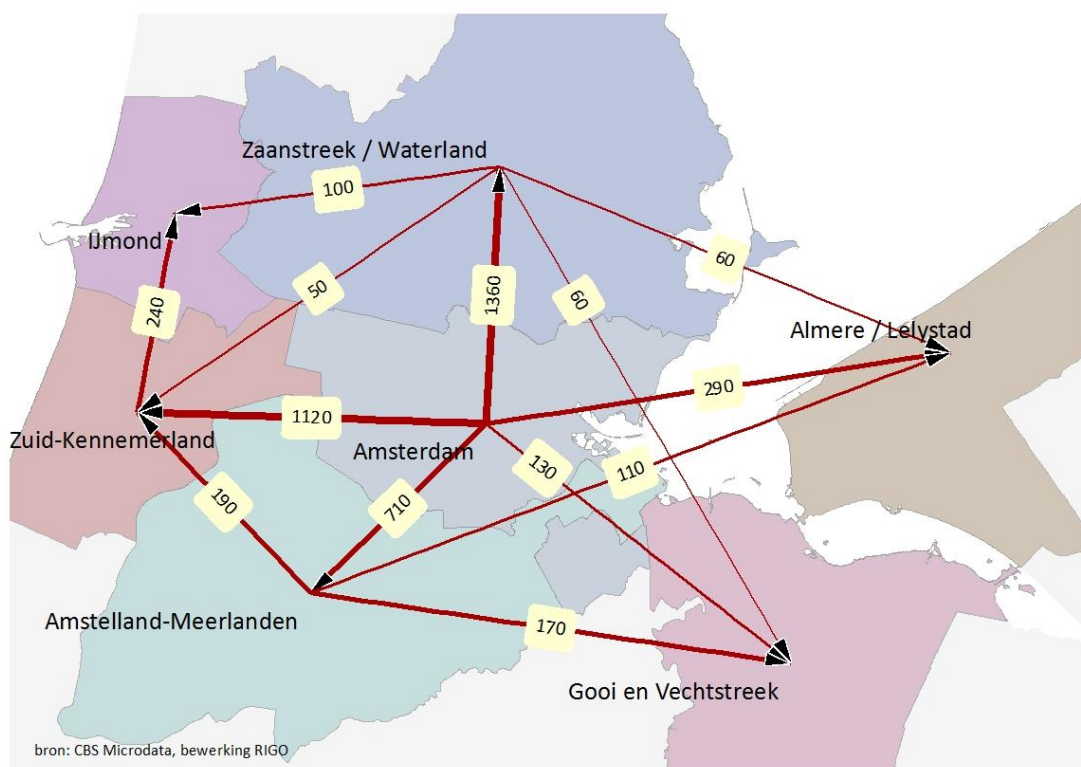 Zaanstreek / Waterland
100
IJmond
50
1360
60
60
240
Almere / Lelystad
290
1120
Zuid-Kennemerland
Amsterdam
130
110
190
710
Amstelland-Meerlanden
170
Gooi en Vechtstreek
bron: CBS Microdata, bewerking RIGO